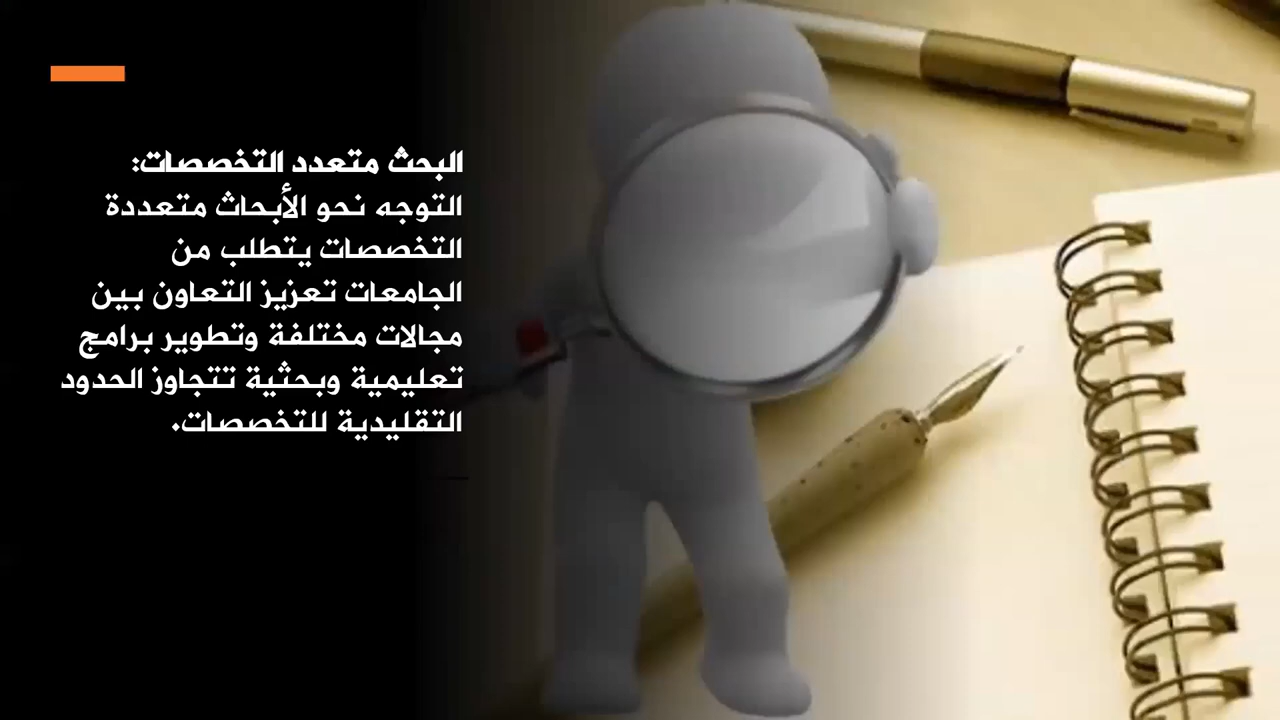 البحث متعدد التخصصات:
التوجه نحو الأبحاث متعددة
التخصصات يتطلب من
الجامعات تعزيز التعاون بين
مجالات مختلفة وتطوير برامج
تعليمية وبحثية تتجاوز الحدود
التقليدية للتخصصات.